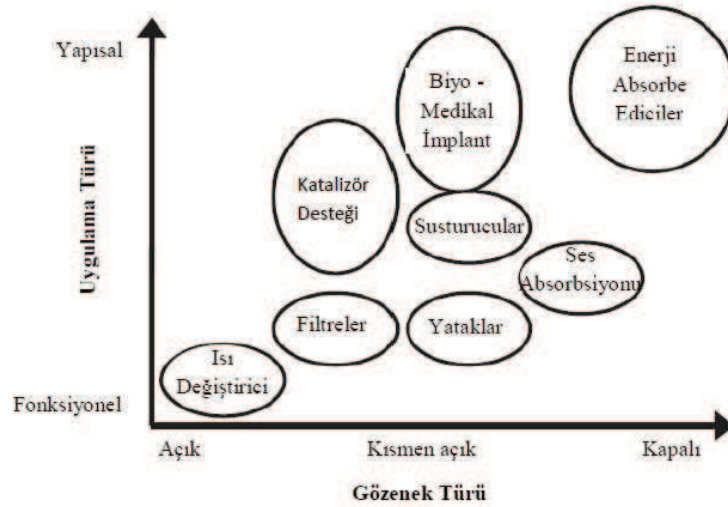 Yapısal
Enerji
Absorbe
Ediciler
Biyo -
Medikal
İmplant
Katalizör
Desteği
Uygulama Türü
Susturucular
Ses
Absorbsiyonu
Filtreler
Yataklar
Isı
Değiştirici
Fonksiyonel
Açık
Kısmen açık
Kapalı
Gözenek Türü